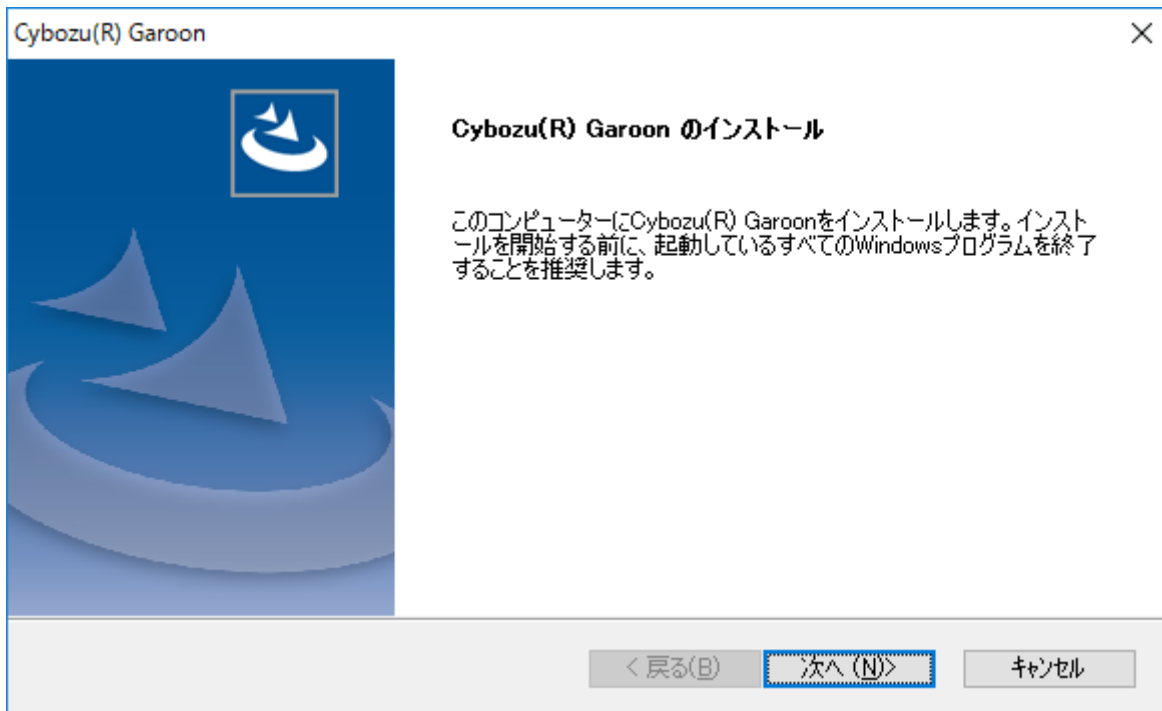 Cybozu(R) Garoon
Cybozu(R) Garoon のインストール
このコンピューターにCybozu(R) Garoonをインストールします。インスト
ールを開始する前に、起動しているすべてのWindowsプログラムを終了
することを推奨します。
< 戻る(B)
次へ (N)>
キャンセル